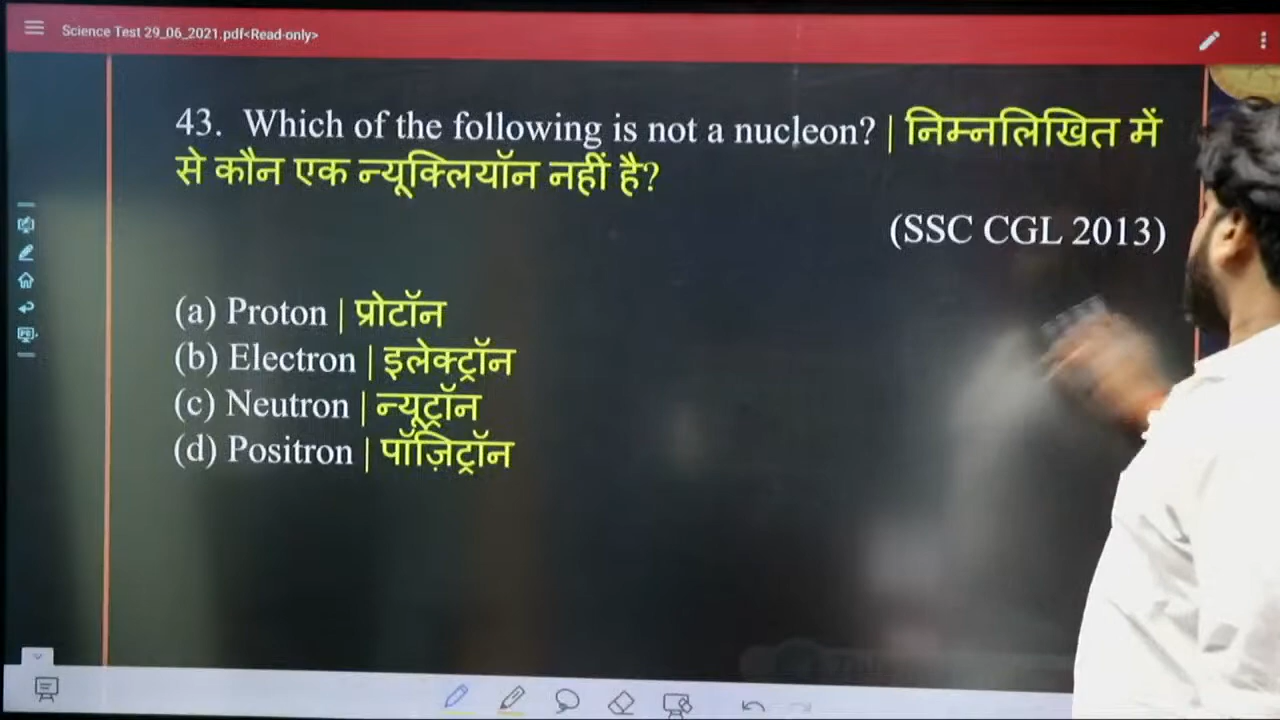 Science Test 29_06_2021.pdf<Read-only>
43. Which of the following is not a nucleon? | निम्नलिखित में
से कौन एक न्यूक्लियॉन नहीं है?
(SSC CGL 2013)
(a) Proton | प्रोटॉन
(b) Electron | इलेक्ट्रॉन
(c) Neutron | न्यूट्रॉन
(d) Positron | पॉज़िट्रॉन